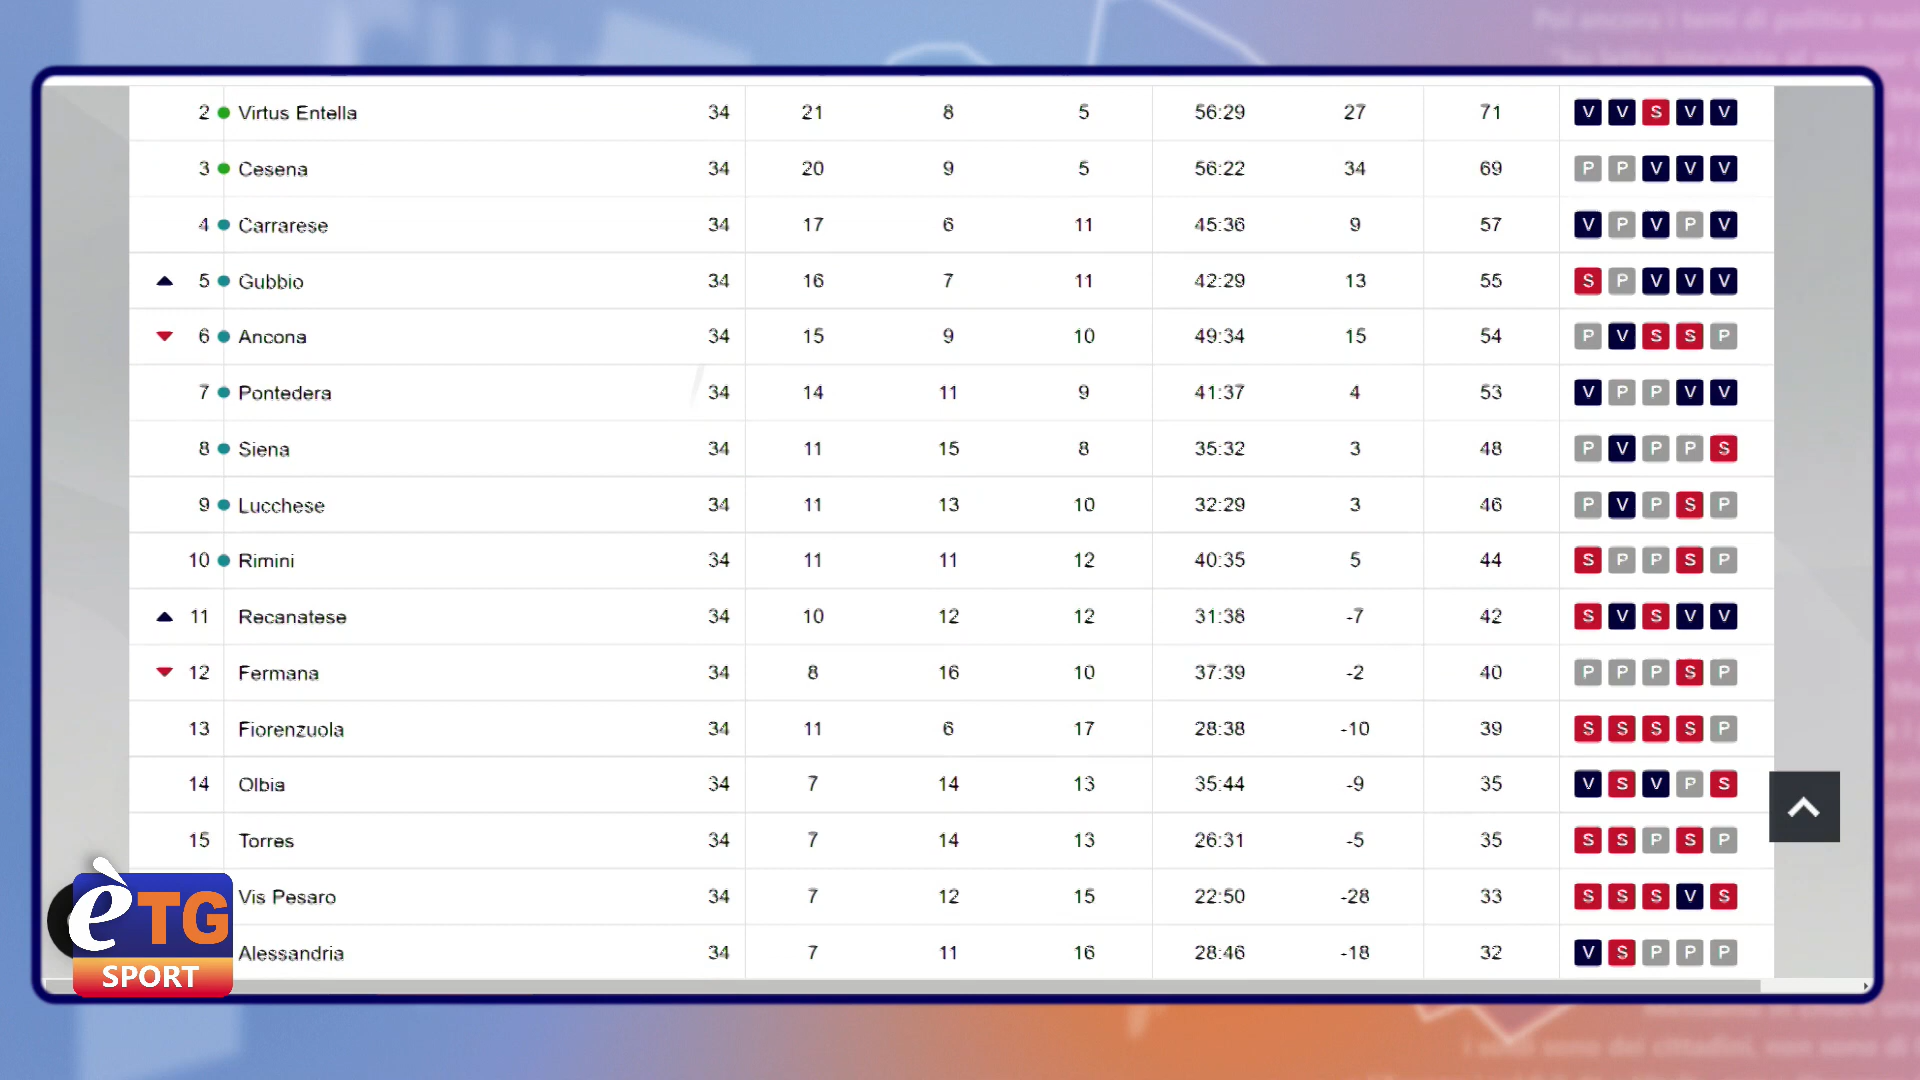 Poi ancora i temi di politica
2 Virtus Entella 34 21 8 5 56:29 27 71 V V S V V
3 Cesena 34 20 9 5 56:22 34 69 P P V V V
4 Carrarese 34 17 6 11 45:36 9 57 V P V P V
5 Gubbio 34 16 7 11 42:29 13 55 S P V V V
6 Ancona 34 15 9 10 49:34 15 54 P V S S P
7 Pontedera 34 14 11 9 41:37 4 53 V P P V V
8 Siena 34 11 15 8 35:32 3 48 P V P P S
9 Lucchese 34 11 13 10 32:29 3 46 P V P S P
10 Rimini 34 11 11 12 40:35 5 44 S P P S P
11 Recanatese 34 10 12 12 31:38 -7 42 S V S V V
12 Fermana 34 8 16 10 37:39 -2 40 P P P S P
13 Fiorenzuola 34 11 6 17 28:38 -10 39 S S S S P
14 Olbia 34 7 14 13 35:44 -9 35 V S V P S
15 Torres 34 7 14 13 26:31 -5 35 S S P S P
Vis Pesaro 34 7 12 15 22:50 -28 33 S S S V S
Alessandria 34 7 11 16 28:46 -18 32 V S P P P
èTG
SPORT